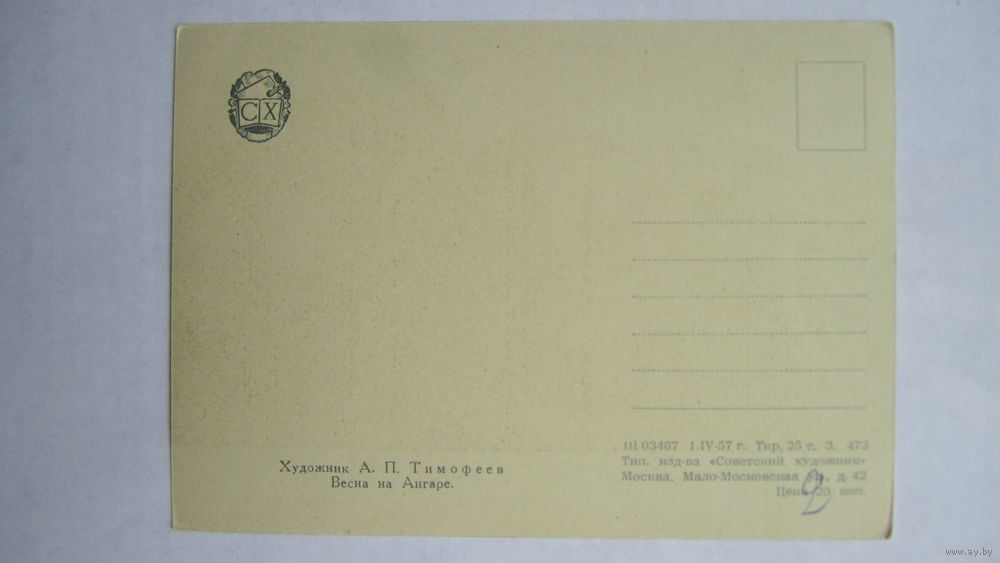 СХ
Художник А. П. Тимофеев
Весна на Ангаре.
Ш 03467 1.IV-57 г. Тир. 25 т. З. 473
Тип. изд-ва «Советский художник»
Москва, Мало-Московская ул., д. 42
Цена 20 коп.
2
www.ay.by